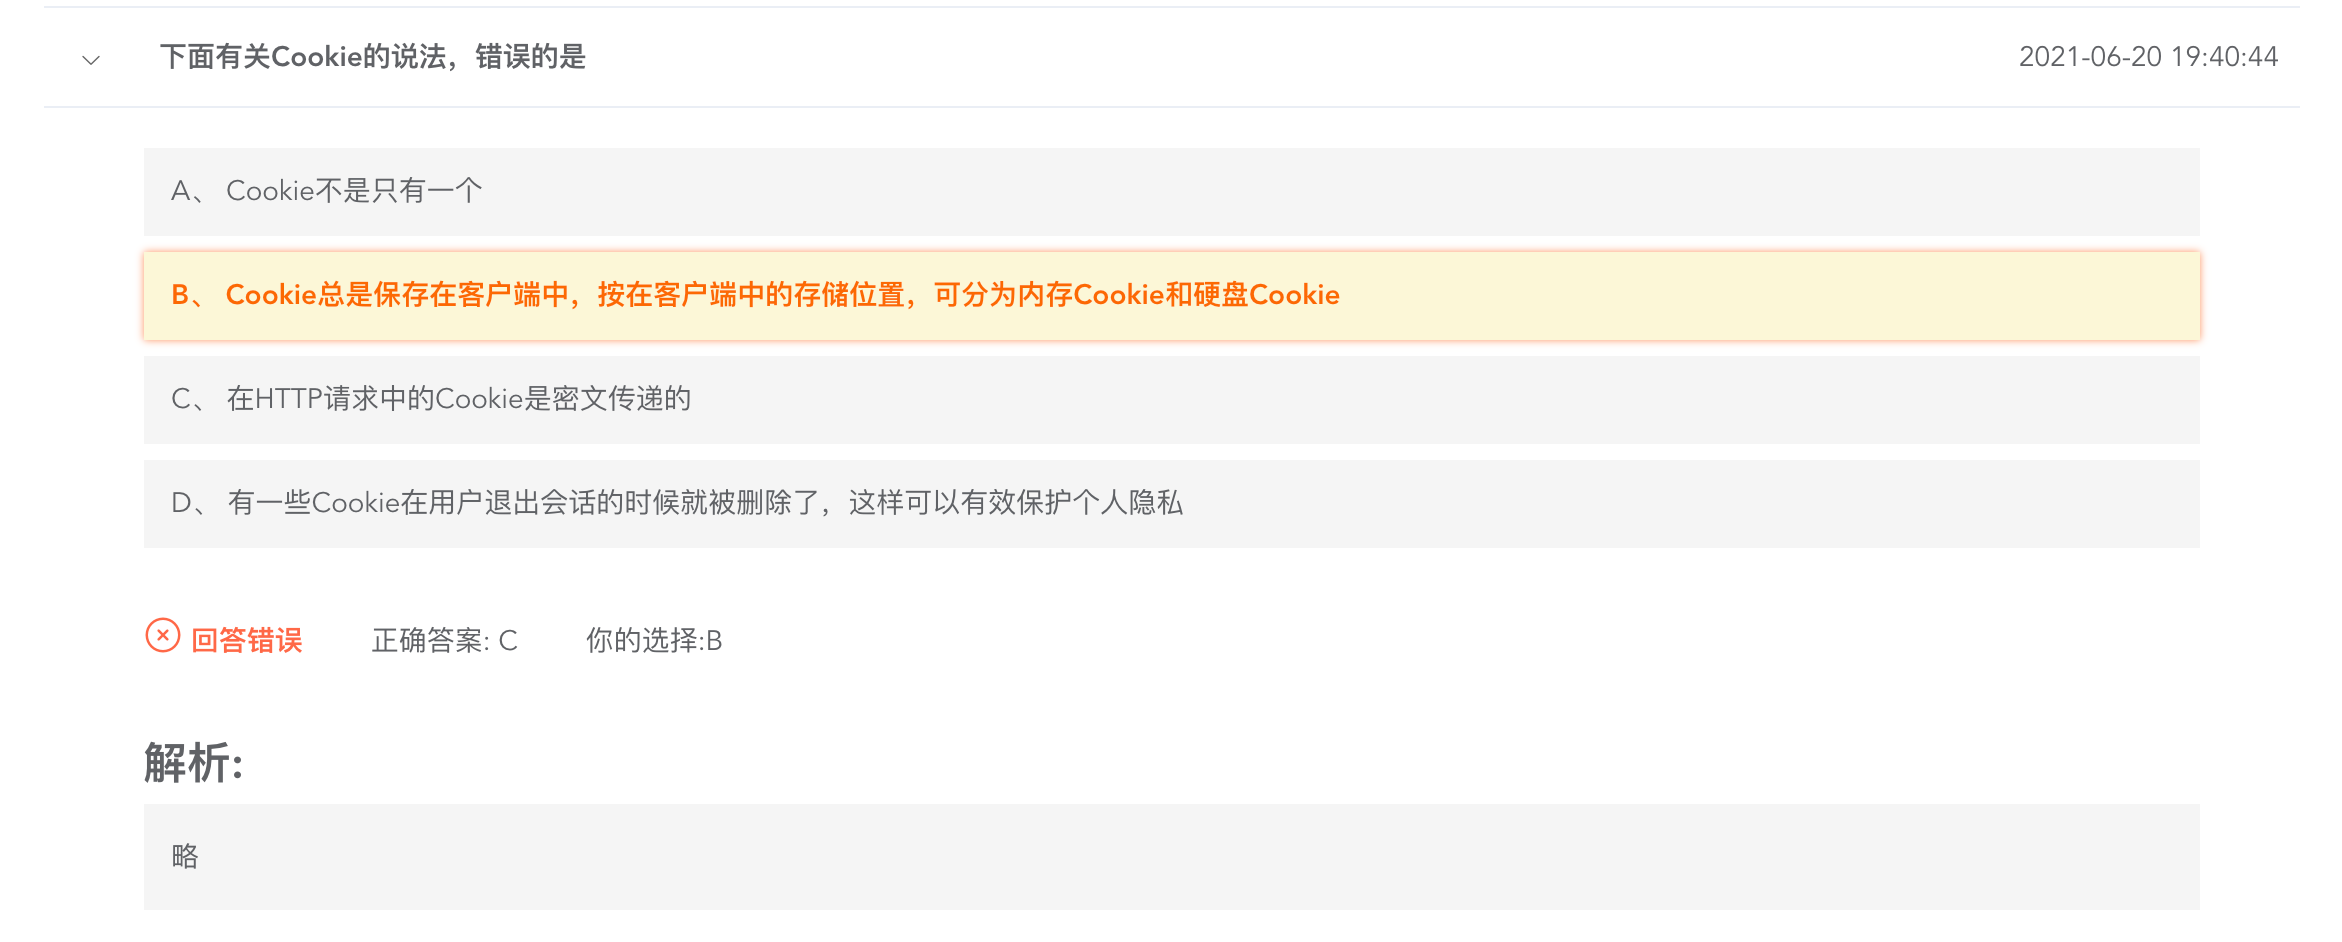 下面有关Cookie的说法，错误的是 2021-06-20 19:40:44
A、 Cookie不是只有一个
B、 Cookie总是保存在客户端中，按在客户端中的存储位置，可分为内存Cookie和硬盘Cookie
C、 在HTTP请求中的Cookie是密文传递的
D、 有一些Cookie在用户退出会话的时候就被删除了，这样可以有效保护个人隐私
回答错误 正确答案: C 你的选择:B
解析:
略